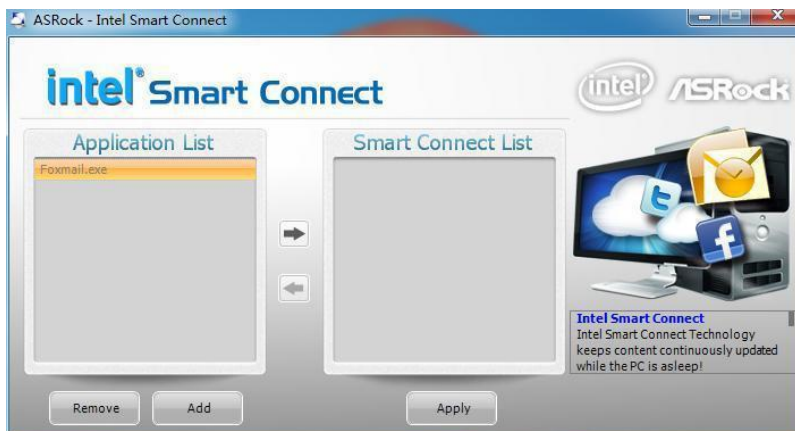 ASRock - Intel Smart Connect
intel® Smart Connect
intel ASRock
Application List
Foxmail.exe
Smart Connect List
Intel Smart Connect
Intel Smart Connect Technology
keeps content continuously updated
while the PC is asleep!
Remove
Add
Apply